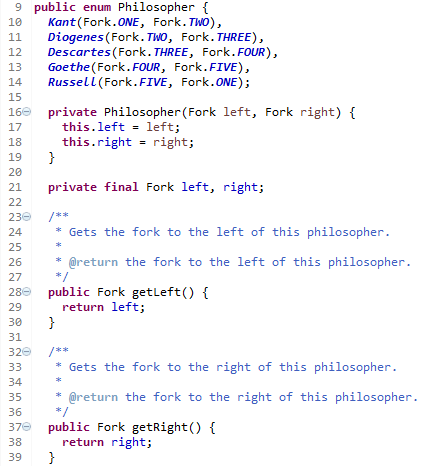 9 public enum Philosopher {
10 Kant(Fork.ONE, Fork.TWO),
11 Diogenes(Fork.TWO, Fork.THREE),
12 Descartes(Fork.THREE, Fork.FOUR),
13 Goethe(Fork.FOUR, Fork.FIVE),
14 Russell(Fork.FIVE, Fork.ONE);
15
16 private Philosopher(Fork left, Fork right) {
17 this.left = left;
18 this.right = right;
19 }
20
21 private final Fork left, right;
22
23 /**
24 * Gets the fork to the left of this philosopher.
25 *
26 * @return the fork to the left of this philosopher.
27 */
28 public Fork getLeft() {
29 return left;
30 }
31
32 /**
33 * Gets the fork to the right of this philosopher.
34 *
35 * @return the fork to the right of this philosopher.
36 */
37 public Fork getRight() {
38 return right;
39 }